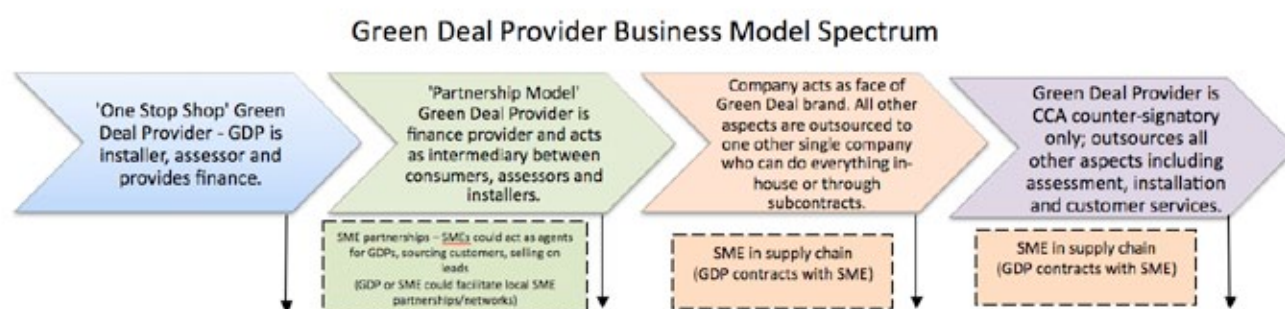 Green Deal Provider Business Model Spectrum
'One Stop Shop' Green
Deal Provider - GDP is
installer, assessor and
provides finance.
'Partnership Model'
Green Deal Provider is
finance provider and acts
as intermediary between
consumers, assessors and
installers.
Company acts as face of
Green Deal brand. All other
aspects are outsourced to
one other single company
who can do everything in-
house or through
subcontracts.
Green Deal Provider is
CCA counter-signatory
only; outsources all
other aspects including
assessment, installation
and customer services.
SME partnerships – SMEs could act as agents
for GDPs, sourcing customers, selling on
leads
(GDP or SME could facilitate local SME
partnerships/networks)
SME in supply chain
(GDP contracts with SME)
SME in supply chain
(GDP contracts with SME)